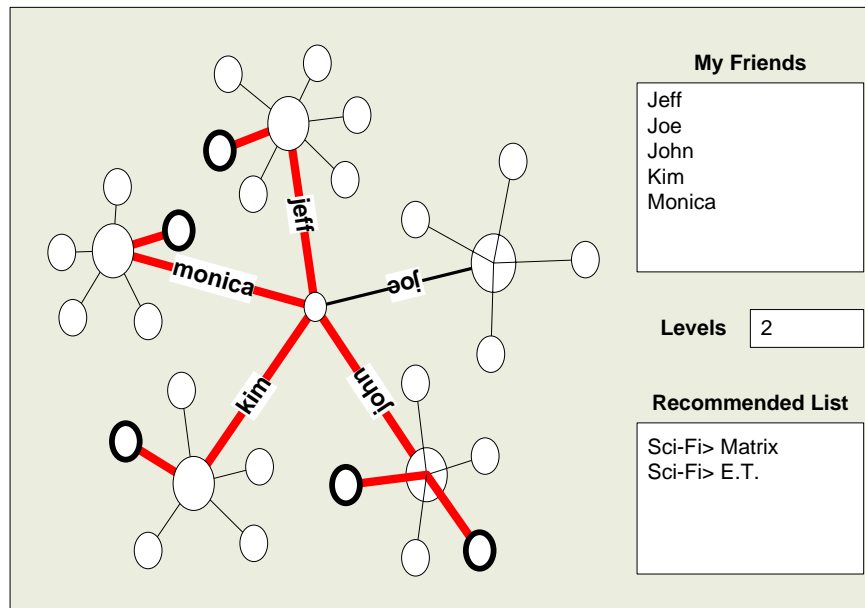 jeff
monica
joe
kim
john
My Friends
Jeff
Joe
John
Kim
Monica
Levels 2
Recommended List
Sci-Fi> Matrix
Sci-Fi> E.T.